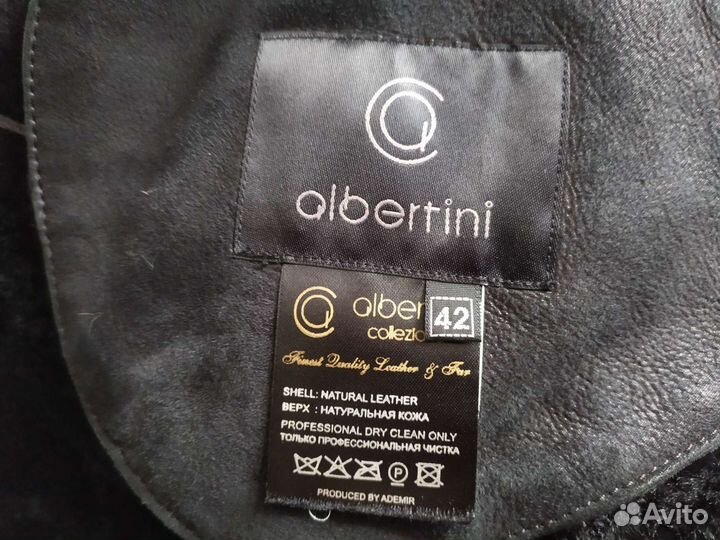 albertini
alber
42
collezio
Finest Quality Leather & Fur
SHELL: NATURAL LEATHER
ВЕРХ : НАТУРАЛЬНАЯ КОЖА
PROFESSIONAL DRY CLEAN ONLY
ТОЛЬКО ПРОФЕССИОНАЛЬНАЯ ЧИСТКА
P
PRODUCED BY ADEMIR
Avito